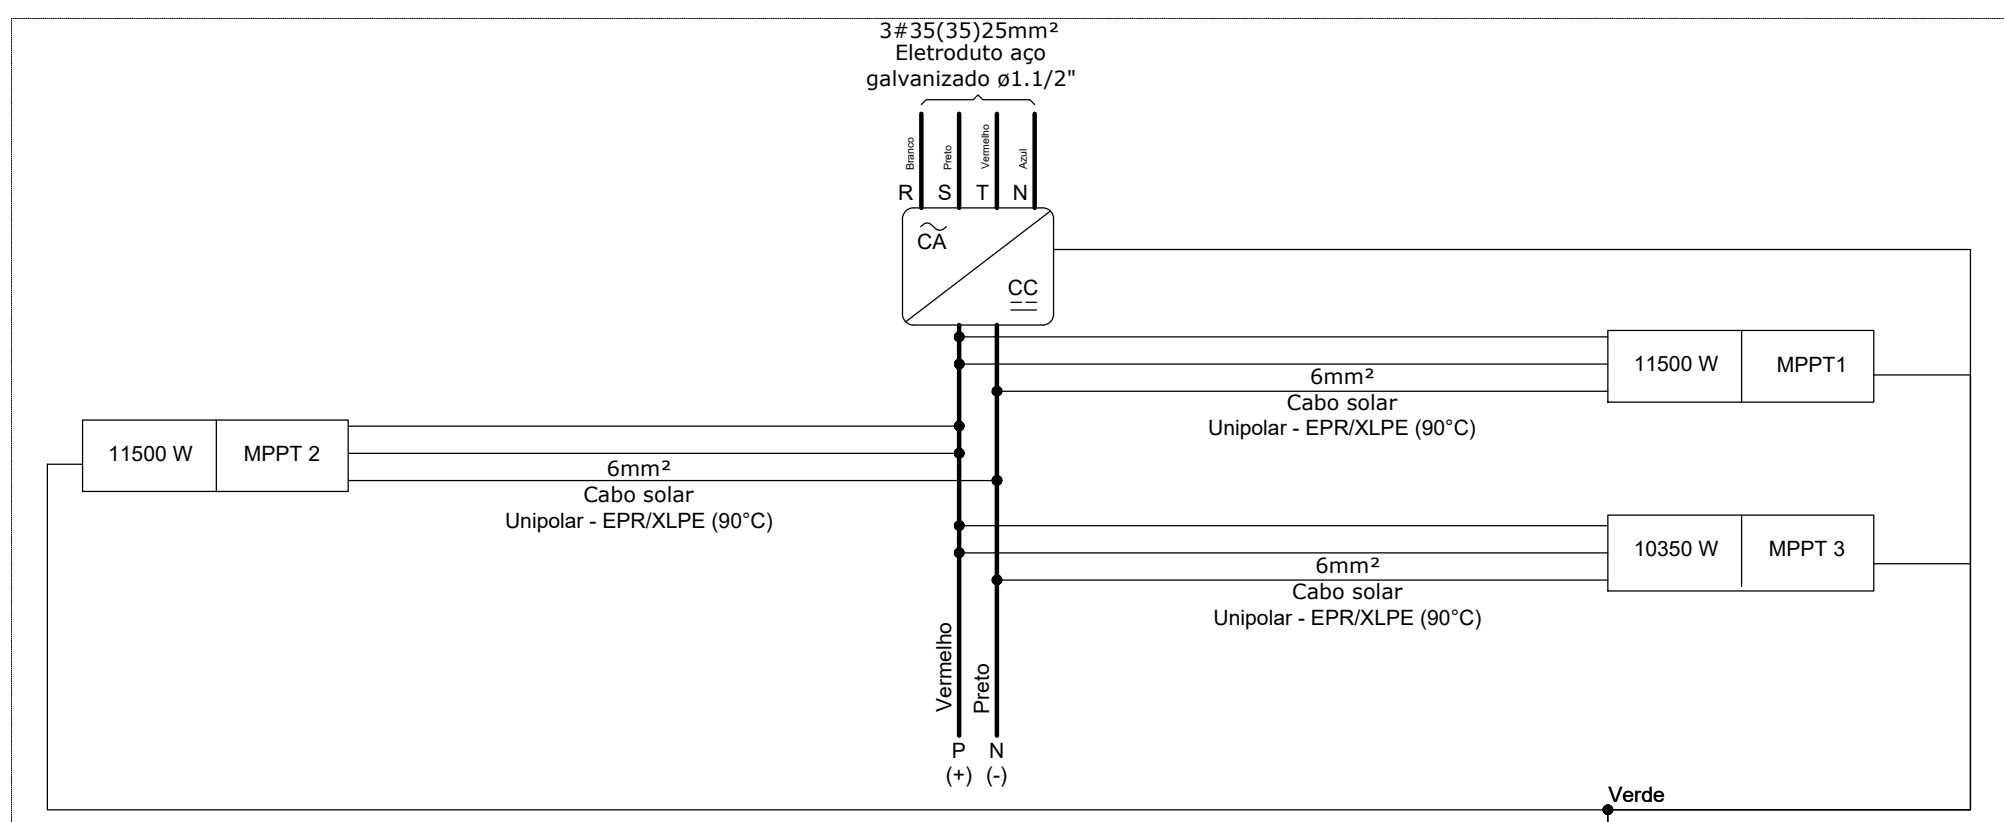 3#35(35)25mm²
Eletroduto aço
galvanizado ø1.1/2"
Branco
Preto
Vermelho
Azul
R
S
T
N
CA
CC
11500 W
MPPT1
6mm²
Cabo solar
Unipolar - EPR/XLPE (90°C)
11500 W
MPPT 2
6mm²
Cabo solar
Unipolar - EPR/XLPE (90°C)
10350 W
MPPT 3
6mm²
Cabo solar
Unipolar - EPR/XLPE (90°C)
Vermelho
Preto
P
N
(+)
(-)
Verde